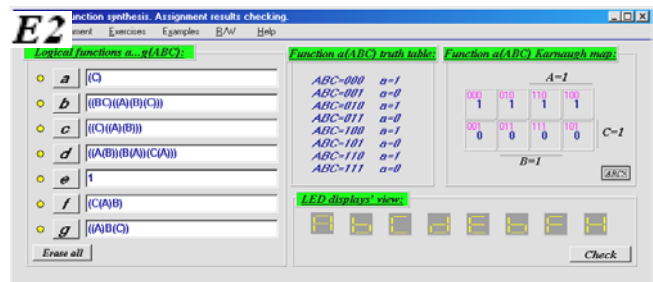 E2
unction synthesis. Assignment results checking.
ment Exercises Examples R/W Help
Logical functions a...g(ABC):
a (C)
b ((BC)((A)(B)(C)))
c ((C)((A)(B)))
d ((A(B))(B(A))(C(A)))
e 1
f (C(A)B)
g ((A)B(C))
Erase all
Function a(ABC) truth table:
ABC=000 a=1
ABC=001 a=0
ABC=010 a=1
ABC=011 a=0
ABC=100 a=1
ABC=101 a=0
ABC=110 a=1
ABC=111 a=0
Function a(ABC) Karnaugh map:
A=1
000 010 110 100
1 1 1 1
001 011 111 101
0 0 0 0
C=1
B=1
ABC's
LED displays' view:
A b C d E b F H
Check